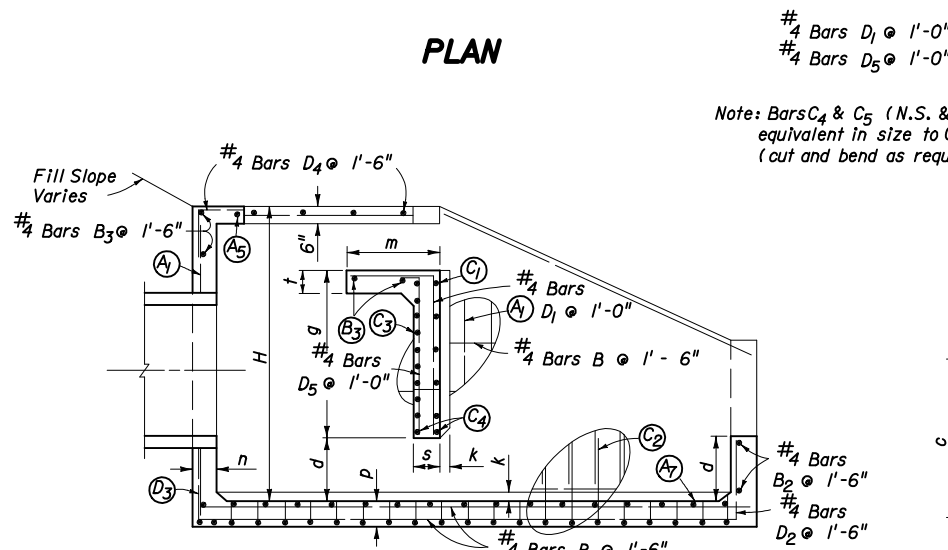 PLAN
#4 Bars D1 @ 1'-0"
#4 Bars D5 @ 1'-0"
Note: Bars C4 & C5 (N.S. &
equivalent in size to
(cut and bend as
#4 Bars D4 @ 1'-6"
Fill Slope
Varies
#4 Bars B3 @ 1'-6"
A5
A1
6"
m
C1
t
#4 Bars
D1 @ 1'-0"
A1
B3
C3
g
H
#4 Bars B @ 1'-6"
#4 Bars
D5 @ 1'-0"
C4
C2
n
d
p
s
k
k
A7
d
D3
#4 Bars
B2 @ 1'-6"
#4 Bars
D2 @ 1'-6"
#4 Bars B @ 1'-6"
c